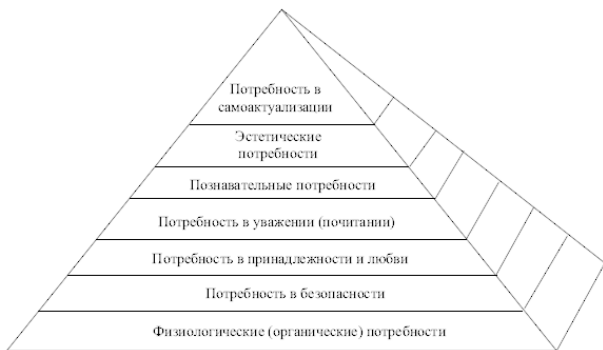 Потребность в
самоактуализации
Эстетические
потребности
Познавательные потребности
Потребность в уважении (почитании)
Потребность в принадлежности и любви
Потребность в безопасности
Физиологические (органические) потребности